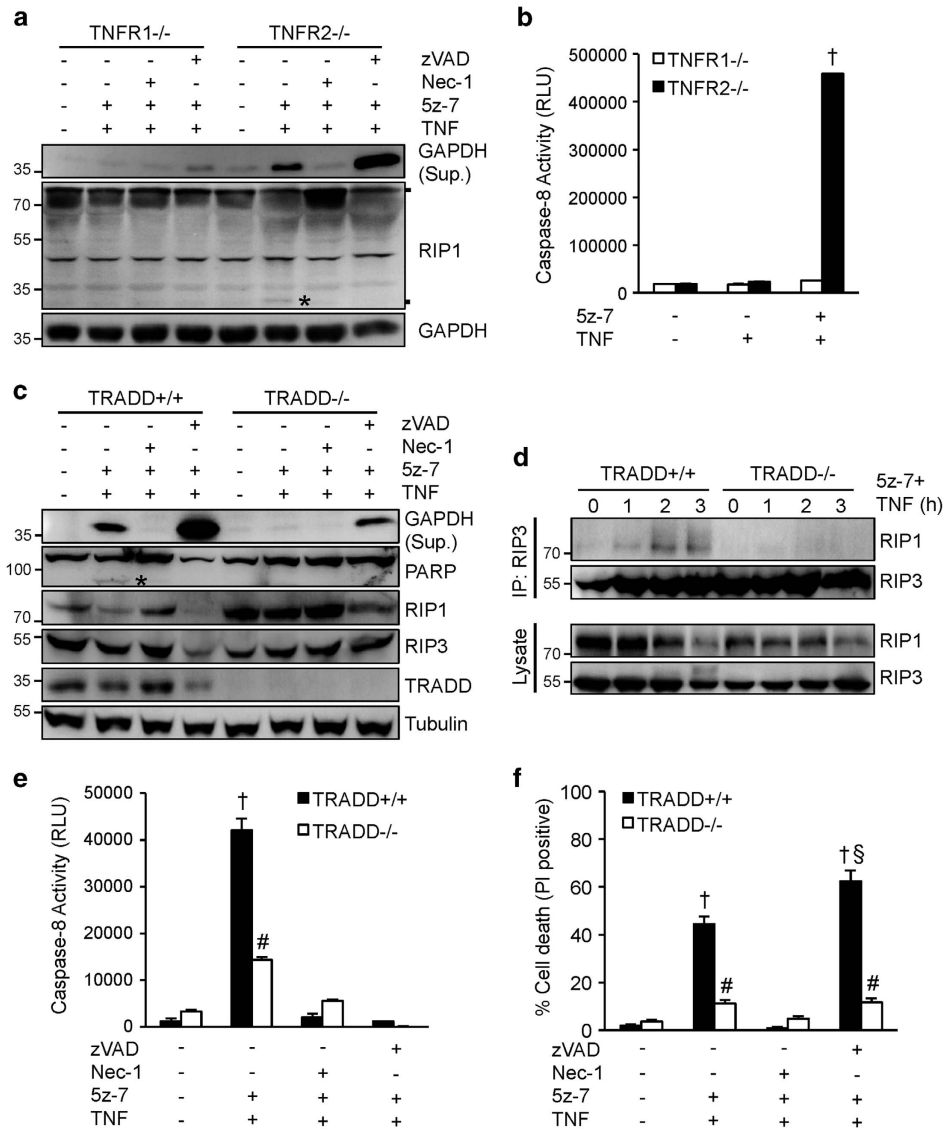 a
TNFR1-/- TNFR2-/-
- - - + - - - + zVAD
- - + - - - + - Nec-1
- + + + - + + + 5z-7
- + + + - + + + TNF
35 GAPDH (Sup.)
70
55 RIP1
35 *
35 GAPDH
b
Caspase-8 Activity (RLU)
500000
400000
300000
200000
100000
0
TNFR1-/-
TNFR2-/-
†
5z-7 - - +
TNF - + +
c
TRADD+/+ TRADD-/-
- - - + - - - + zVAD
- - + - - - + - Nec-1
- + + + - + + + 5z-7
- + + + - + + + TNF
35 GAPDH (Sup.)
100 * PARP
70 RIP1
55 RIP3
35 TRADD
55 Tubulin
d
TRADD+/+ TRADD-/- 5z-7+
0 1 2 3 0 1 2 3 TNF (h)
IP: RIP3
70 RIP1
55 RIP3
Lysate
70 RIP1
55 RIP3
e
Caspase-8 Activity (RLU)
50000
40000
30000
20000
10000
0
TRADD+/+
TRADD-/-
†
#
zVAD - - - +
Nec-1 - - + -
5z-7 - + + +
TNF - + + +
f
% Cell death (PI positive)
100
80
60
40
20
0
TRADD+/+
TRADD-/-
† #
†§ #
zVAD - - - +
Nec-1 - - + -
5z-7 - + + +
TNF - + + +